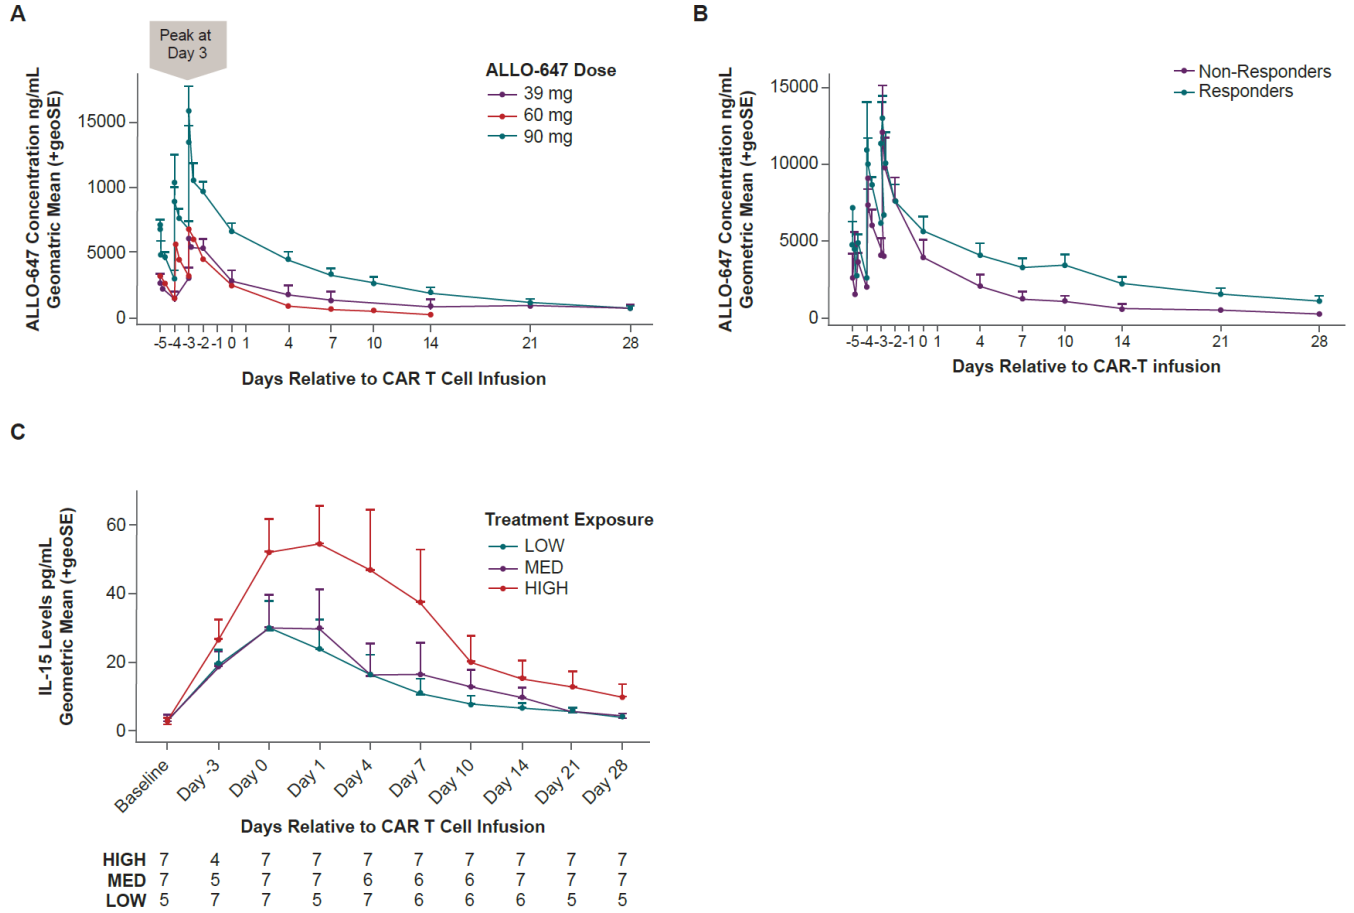 A
Peak at
Day 3
ALLO-647 Concentration ng/mL
Geomatric Mean (+geoSE)
15000
1000
5000
0
ALLO-647 Dose
39 mg
60 mg
90 mg
-5 -4 -3 -2 -1 0 1 4 7 10 14 21 28
Days Relative to CAR T Cell Infusion
B
ALLO-647 Concentration ng/mL
Geometric Mean (+geoSE)
15000
10000
5000
0
Non-Responders
Responders
-5 -4 -3 -2 -1 0 1 4 7 10 14 21 28
Days Relative to CAR-T infusion
C
IL-15 Levels pg/mL
Geometric Mean (+geoSE)
60
40
20
0
Treatment Exposure
LOW
MED
HIGH
Baseline Day -3 Day 0 Day 1 Day 4 Day 7 Day 10 Day 14 Day 21 Day 28
Days Relative to CAR T Cell Infusion
HIGH 7 4 7 7 7 7 7 7 7 7
MED 7 5 7 7 6 6 6 7 7 7
LOW 5 7 7 5 7 6 6 6 5 5